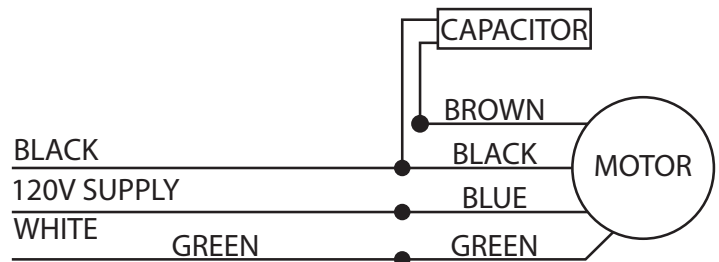 CAPACITOR
BROWN
BLACK
BLACK
MOTOR
120V SUPPLY
BLUE
WHITE
GREEN
GREEN